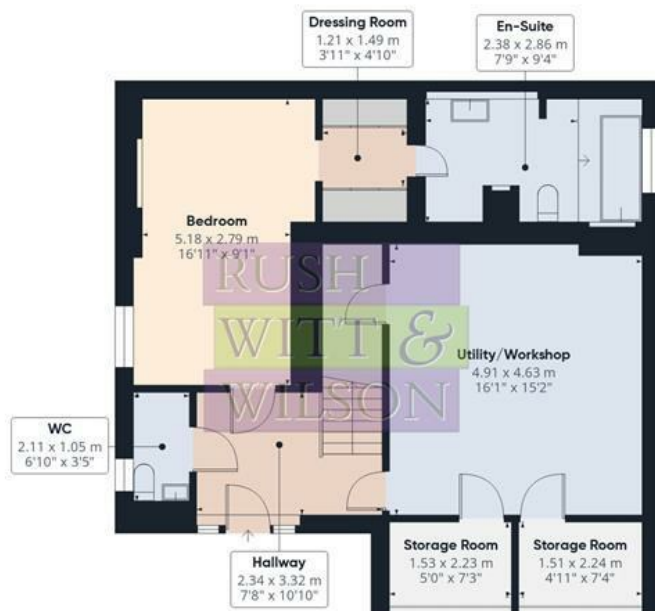 Dressing Room
1.21 x 1.49 m
3'11" x 4'10"
En-Suite
2.38 x 2.86 m
7'9" x 9'4"
Bedroom
5.18 x 2.79 m
16'11" x 9'1"
RUSH
WITT &
WILSON
Utility/Workshop
4.91 x 4.63 m
16'1" x 15'2"
WC
2.11 x 1.05 m
6'10" x 3'5"
Hallway
2.34 x 3.32 m
7'8" x 10'10"
Storage Room
1.53 x 2.23 m
5'0" x 7'3"
Storage Room
1.51 x 2.24 m
4'11" x 7'4"